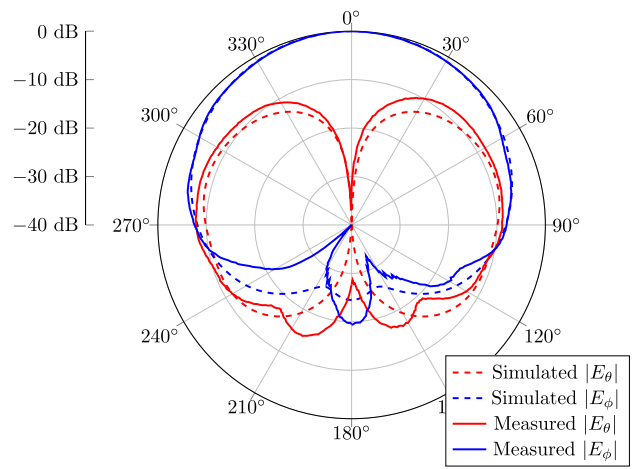 0°
0 dB
330°
30°
−10 dB
300°
60°
−20 dB
−30 dB
−40 dB
270°
90°
240°
120°
210°
180°
Simulated |E_θ|
Simulated |E_ϕ|
Measured |E_θ|
Measured |E_ϕ|